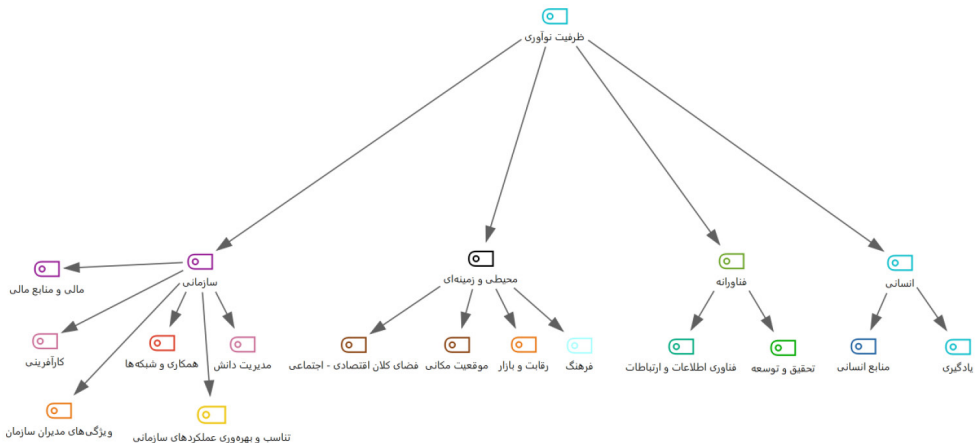 ظرفیت نوآوری
انسانی
فناورانه
محیطی و زمینه‌ای
سازمانی
مالی و منابع مالی
یادگیری
منابع انسانی
تحقیق و توسعه
فناوری اطلاعات و ارتباطات
فرهنگ
رقابت و بازار
موقعیت مکانی
فضای کلان اقتصادی - اجتماعی
مدیریت دانش
همکاری و شبکه‌ها
کارآفرینی
تناسب و بهره‌وری عملکردهای سازمانی
ویژگی‌های مدیران سازمان